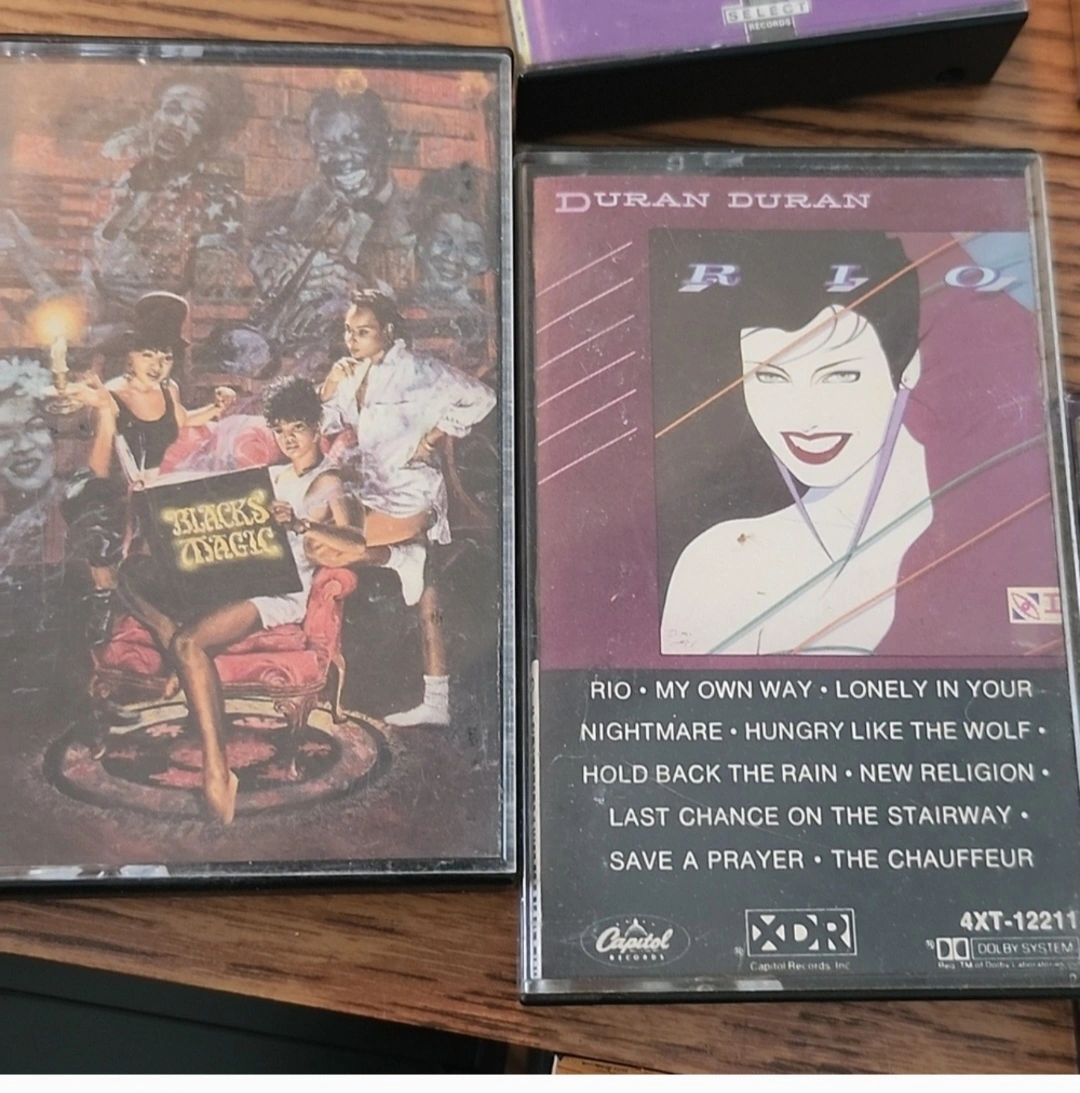 SELECT
RECORDS
BLACKS
MAGIC
DURAN DURAN
RIO
RIO • MY OWN WAY • LONELY IN YOUR
NIGHTMARE • HUNGRY LIKE THE WOLF •
HOLD BACK THE RAIN • NEW RELIGION •
LAST CHANCE ON THE STAIRWAY •
SAVE A PRAYER • THE CHAUFFEUR
Capitol
RECORDS
XDR
Capitol Records, Inc
4XT-12211
DOLBY SYSTEM